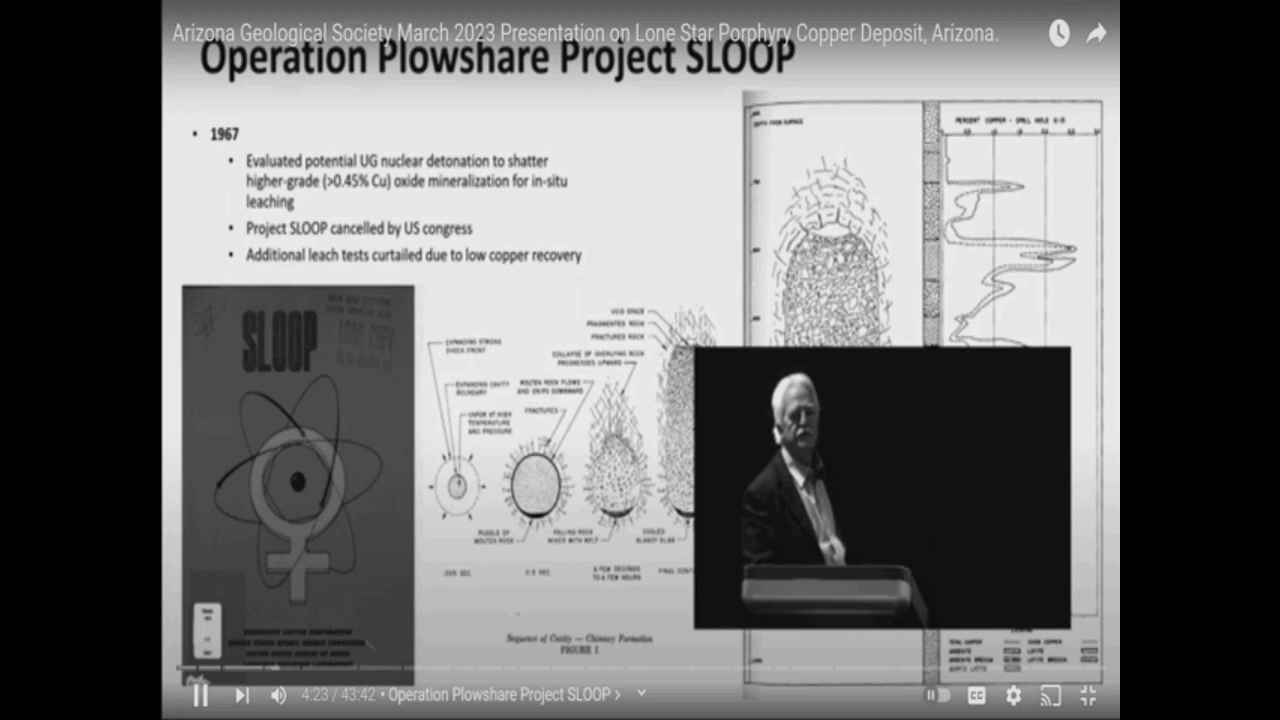 Arizona Geological Society March 2023 Presentation on Lone Star Porphyry Copper Deposit, Arizona.
Operation Plowshare Project SLOOP
• 1967
• Evaluated potential UG nuclear detonation to shatter
higher-grade (>0.45% Cu) oxide mineralization for in-situ
leaching
• Project SLOOP cancelled by US congress
• Additional leach tests curtailed due to low copper recovery
SLOOP
EXPANDING STRONG
SHOCK FRONT
EXPANDING CAVITY
BOUNDARY
VAPOR AT HIGH
TEMPERATURE
AND PRESSURE
MOLTEN ROCK FLOWS
AND DRIPS DOWNWARD
FRACTURES
VOID SPACE
FRAGMENTED ROCK
FRACTURED ROCK
COLLAPSE OF OVERLYING ROCK
PROGRESSES UPWARD
PUDDLE OF
MOLTEN ROCK
FALLING ROCK
MIXES WITH MELT
COOLED
GLASSY SLAG
A FEW SECONDS
TO A FEW HOURS
Sequence of Cavity — Chimney Formation
FIGURE 1
DEPTH FROM SURFACE
PERCENT COPPER - DRILL HOLE
4:23 / 43:42 • Operation Plowshare Project SLOOP
CC